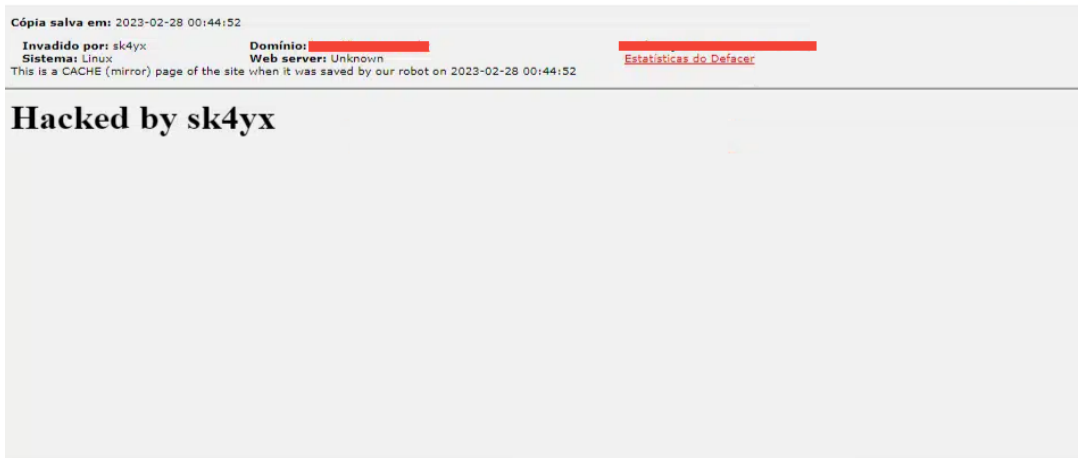 Cópia salva em: 2023-02-28 00:44:52
Invadido por: sk4yx Domínio:
Sistema: Linux Web server: Unknown Estatísticas do Defacer
This is a CACHE (mirror) page of the site when it was saved by our robot on 2023-02-28 00:44:52
Hacked by sk4yx